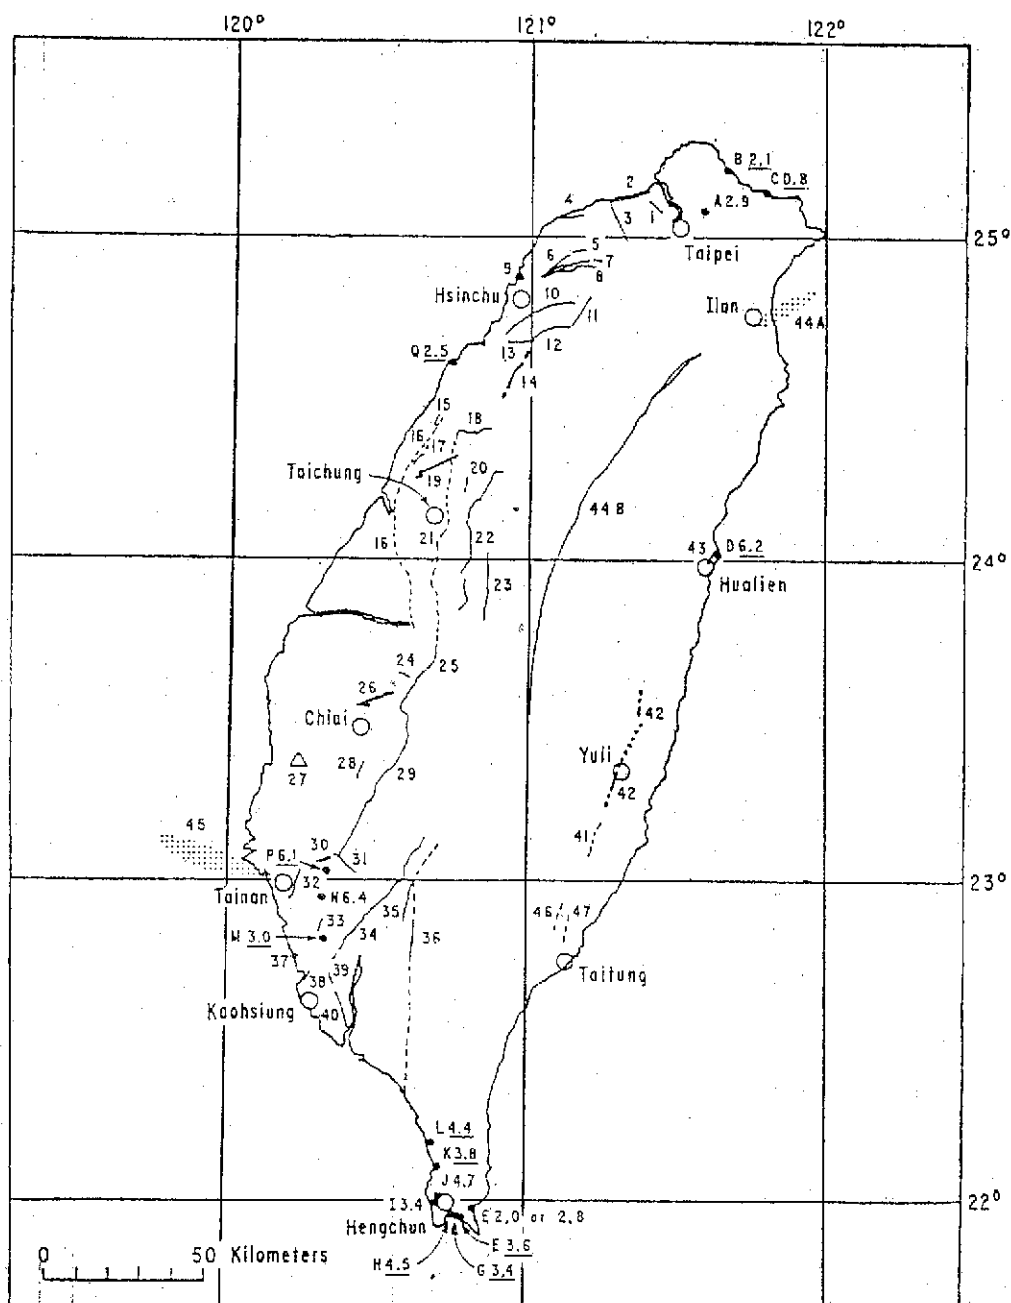 120° 121° 122°
B 2.1
C 0.8
2
4
A 2.9
3 1
25°
5
Taipei
6 7
9 8
Hsinchu 10
Ilan
11 44A
12
13
Q 2.5
14
15
18
16
17
Taichung 20
19
44B
21
16 22
43 D 6.2
24°
23 Hualien
24 25
26
42
Chiai
Yuli
28
27 29
42
45
41
30
P 6.1 31
Tainan 32
23°
N 6.4
46 47
33 35
M 3.0 34 36
37
39
38 Taitung
Kaohsiung 40
L 4.4
K 3.8
J 4.7
I 3.4
22°
Hengchun E 2.0 or 2.8
E 3.6
0 50 Kilometers
H 4.5 G 3.4